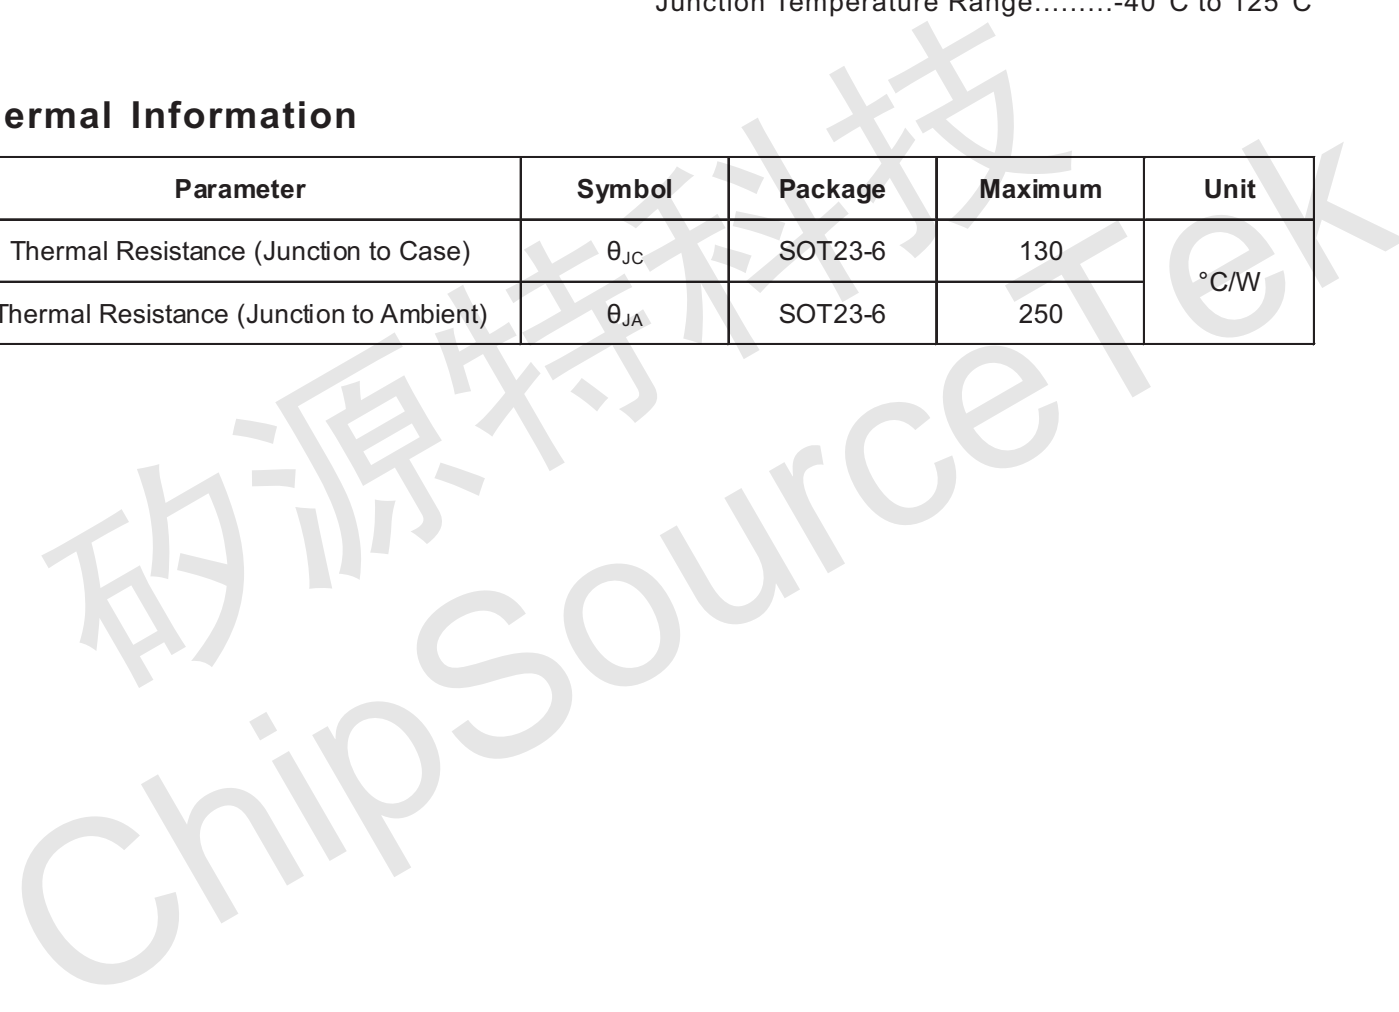 Junction Temperature Range.........-40 C to 125 C
ermal Information
Parameter Symbol Package Maximum Unit
Thermal Resistance (Junction to Case) θJC SOT23-6 130 °C/W
Thermal Resistance (Junction to Ambient) θJA SOT23-6 250
矽源特科技
ChipSourceTek